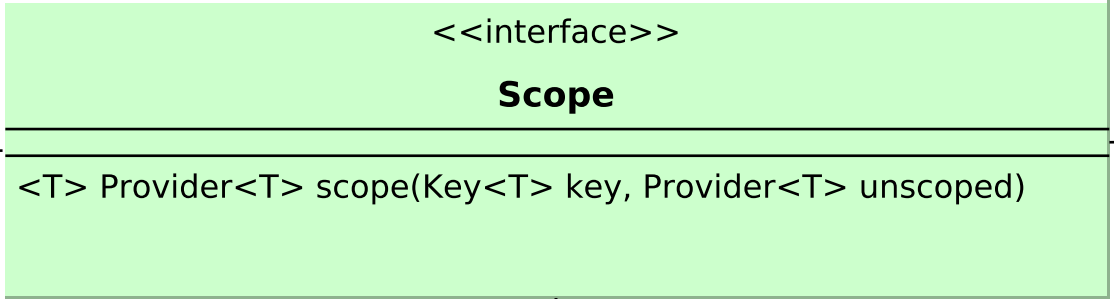 <<interface>>
Scope
<T> Provider<T> scope(Key<T> key, Provider<T> unscoped)